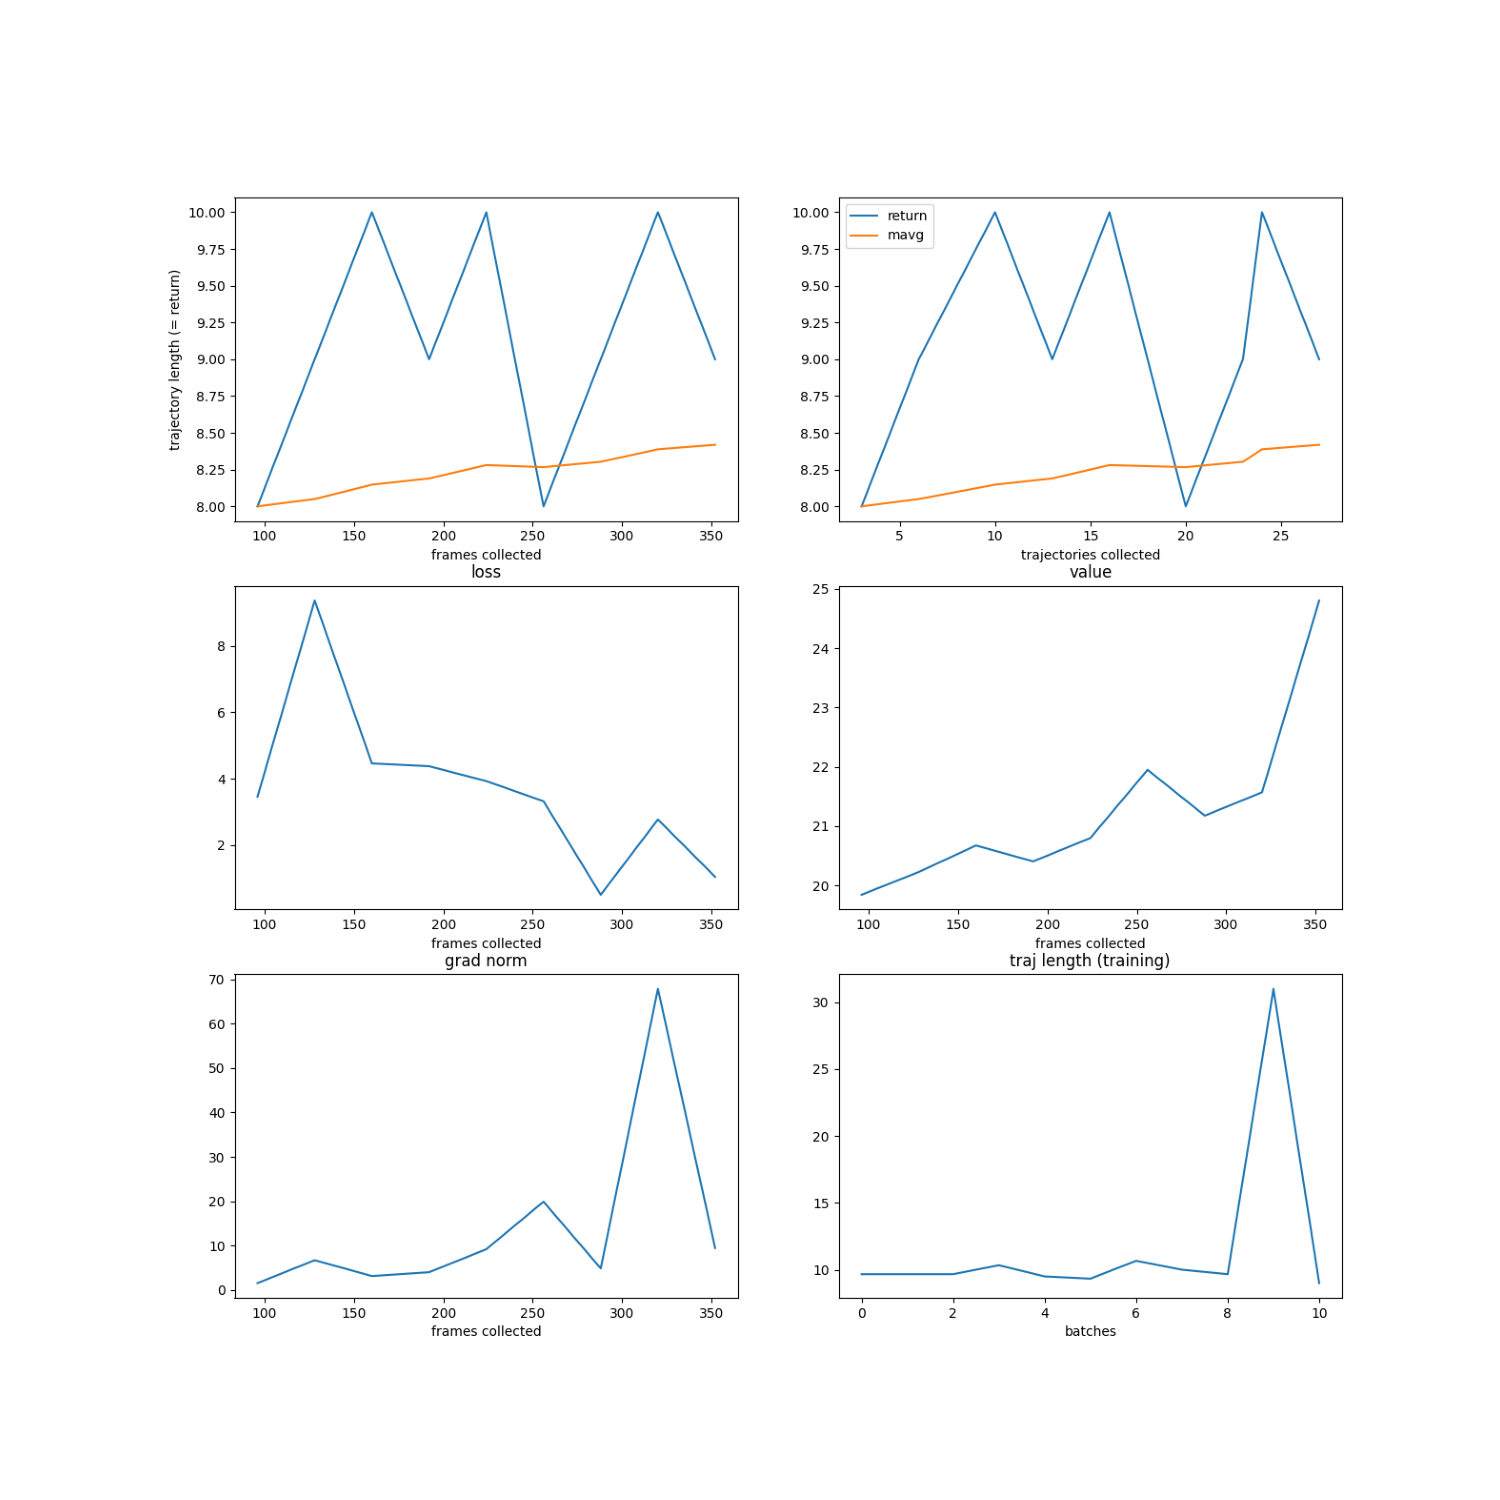 10.00
9.75
9.50
9.25
9.00
8.75
8.50
8.25
8.00
trajectory length (= return)
100 150 200 250 300 350
frames collected
return
mavg
10.00
9.75
9.50
9.25
9.00
8.75
8.50
8.25
8.00
5 10 15 20 25
trajectories collected
loss
8
6
4
2
100 150 200 250 300 350
frames collected
value
25
24
23
22
21
20
100 150 200 250 300 350
frames collected
grad norm
70
60
50
40
30
20
10
0
100 150 200 250 300 350
frames collected
traj length (training)
30
25
20
15
10
0 2 4 6 8 10
batches